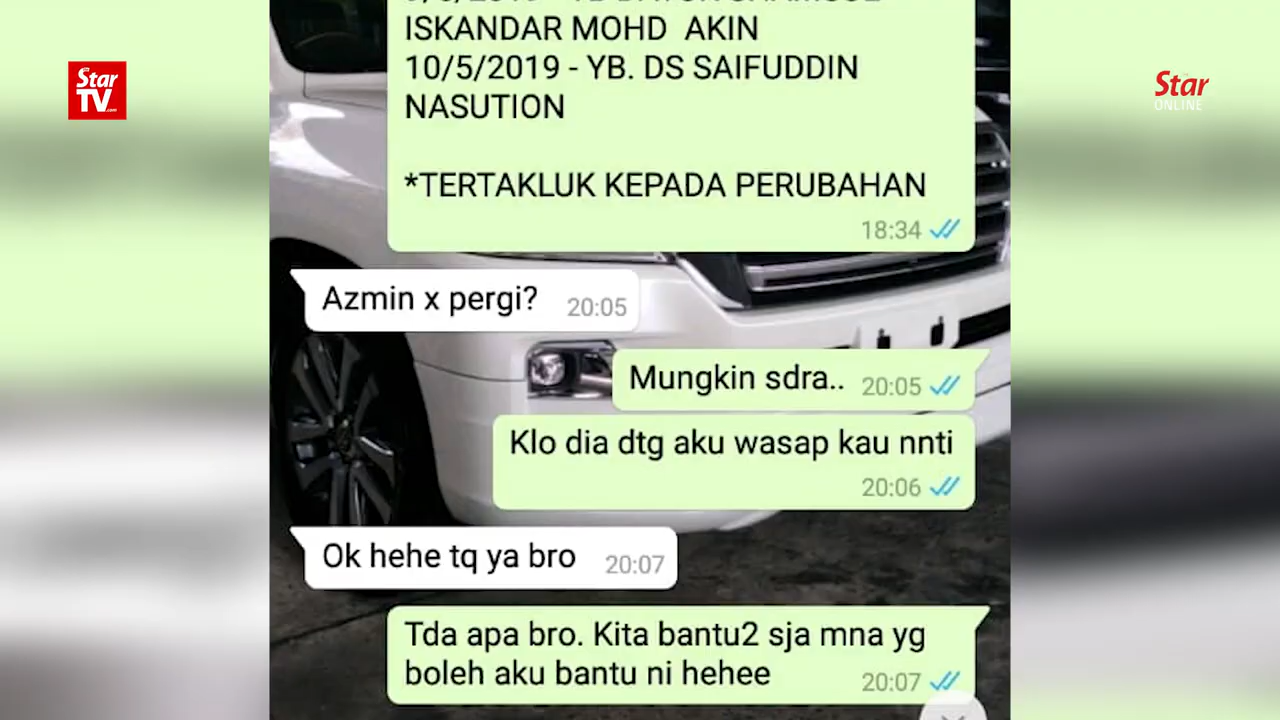 Star
TV.com
Star
ONLINE
ISKANDAR MOHD AKIN
10/5/2019 - YB. DS SAIFUDDIN
NASUTION
*TERTAKLUK KEPADA PERUBAHAN
18:34
Azmin x pergi? 20:05
Mungkin sdra.. 20:05
Klo dia dtg aku wasap kau nnti
20:06
Ok hehe tq ya bro 20:07
Tda apa bro. Kita bantu2 sja mna yg
boleh aku bantu ni hehee 20:07